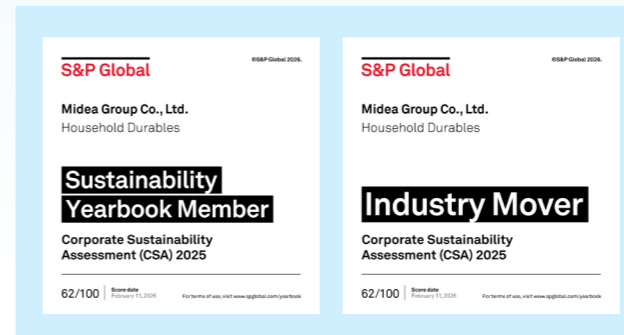 S&P Global
©S&P Global 2026.
Midea Group Co., Ltd.
Household Durables
Sustainability
Yearbook Member
Corporate Sustainability
Assessment (CSA) 2025
62/100
Score date
February 11, 2026
For terms of use, visit www.spglobal.com/yearbook
S&P Global
©S&P Global 2026.
Midea Group Co., Ltd.
Household Durables
Industry Mover
Corporate Sustainability
Assessment (CSA) 2025
62/100
Score date
February 11, 2026
For terms of use, visit www.spglobal.com/yearbook